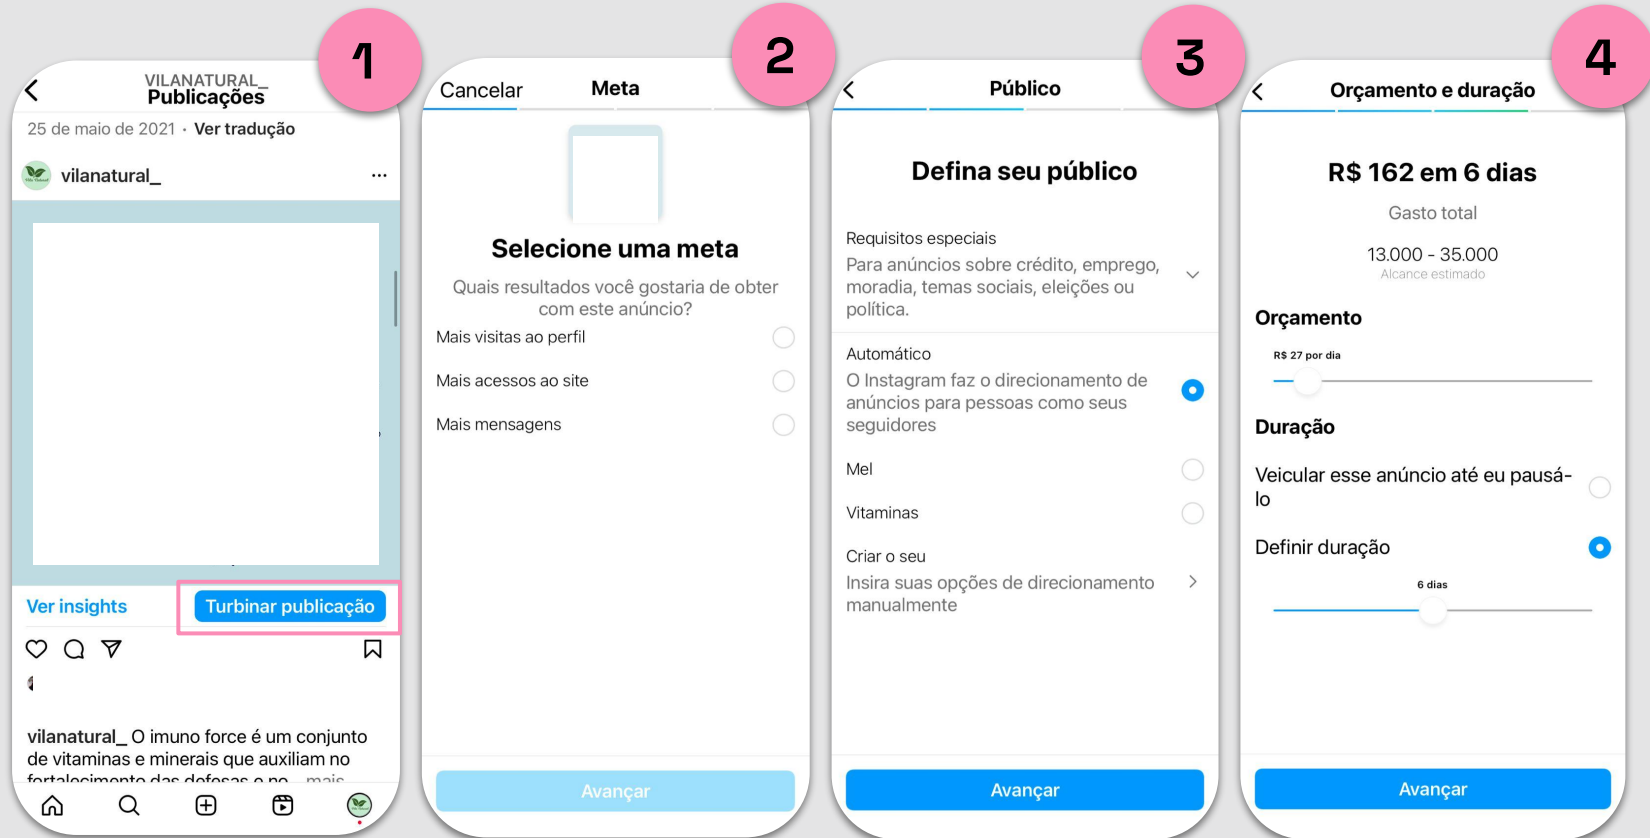 1
VILANATURAL_
Publicações
25 de maio de 2021 · Ver tradução
vilanatural_
Ver insights
Turbinar publicação
vilanatural_ O imuno force é um conjunto
de vitaminas e minerais que auxiliam no
fortalecimento das defesas e no... mais
2
Cancelar
Meta
Selecione uma meta
Quais resultados você gostaria de obter
com este anúncio?
Mais visitas ao perfil
Mais acessos ao site
Mais mensagens
Avançar
3
Público
Defina seu público
Requisitos especiais
Para anúncios sobre crédito, emprego,
moradia, temas sociais, eleições ou
política.
Automático
O Instagram faz o direcionamento de
anúncios para pessoas como seus
seguidores
Mel
Vitaminas
Criar o seu
Insira suas opções de direcionamento
manualmente
Avançar
4
Orçamento e duração
R$ 162 em 6 dias
Gasto total
13.000 - 35.000
Alcance estimado
Orçamento
R$ 27 por dia
Duração
Veicular esse anúncio até eu pausá-
lo
Definir duração
6 dias
Avançar